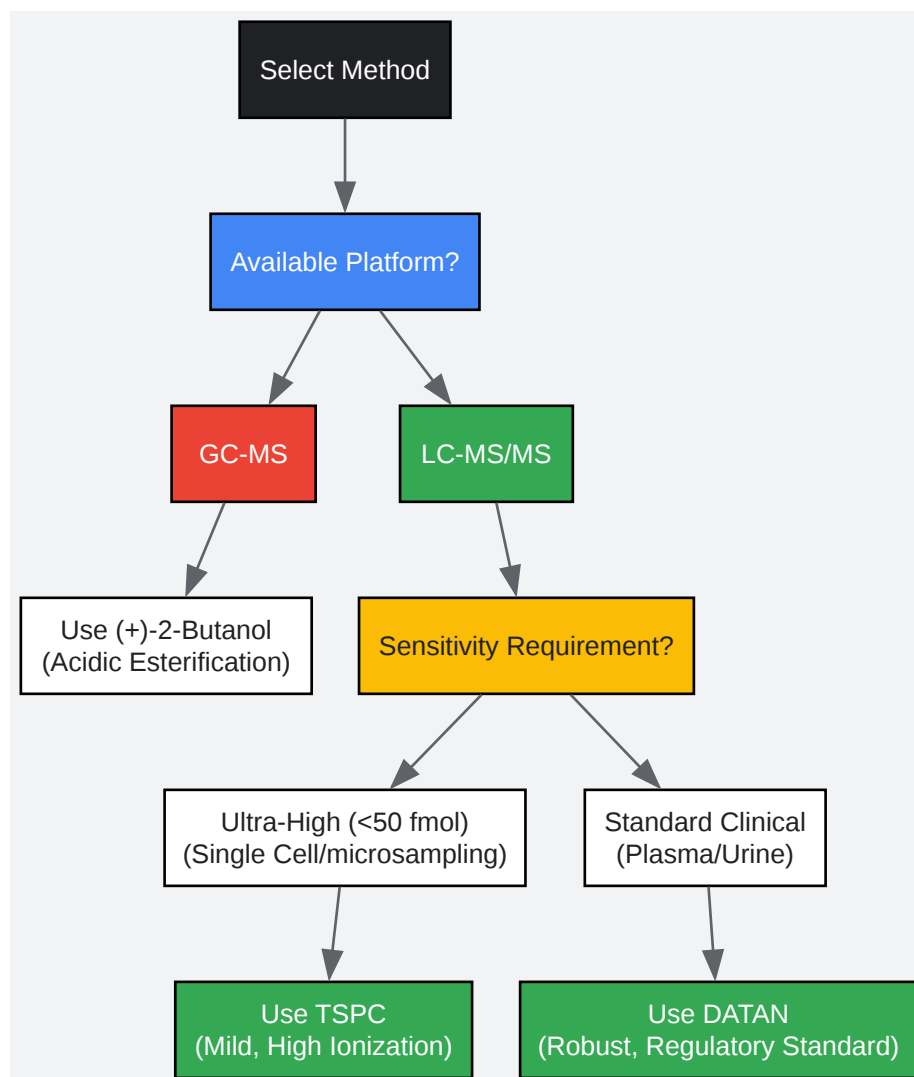 Select Method
Available Platform?
GC-MS
LC-MS/MS
Use (+)-2-Butanol
(Acidic Esterification)
Sensitivity Requirement?
Ultra-High (<50 fmol)
(Single Cell/microsampling)
Standard Clinical
(Plasma/Urine)
Use TSPC
(Mild, High Ionization)
Use DATAN
(Robust, Regulatory Standard)